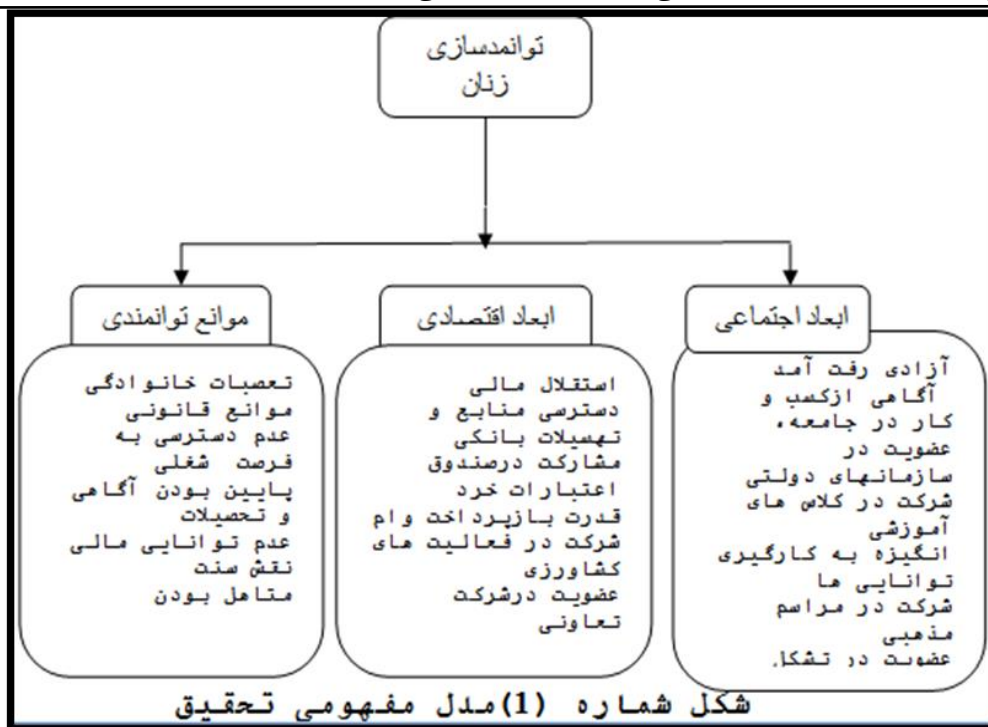 توانمدسازی
زنان
ابعاد اجتماعی
آزادی رفت آمد
آگاهی ازکسب و
کار در جامعه،
عضویت در
سازمانهای دولتی
شرکت در کلاس های
آموزشی
انگیزه به کارگیری
توانایی ها
شرکت در مراسم
مذهبی
عضویت در تشکل
ابعاد اقتصادی
استقلال مالی
دسترسی منابع و
تهسیلات بانکی
مشارکت درصندوق
اعتبارات خرد
قدرت بازپرداخت وام
شرکت در فعالیت های
کشاورزی
عضویت درشرکت
تعاونی
موانع توانمندی
تعصبات خانوادگی
موانع قانونی
عدم دسترسی به
فرصت شغلی
پایین بودن آگاهی
و تحصیلات
عدم توانایی مالی
نقش سنت
متاهل بودن
شکل شماره (1)مدل مفهومی تحقیق